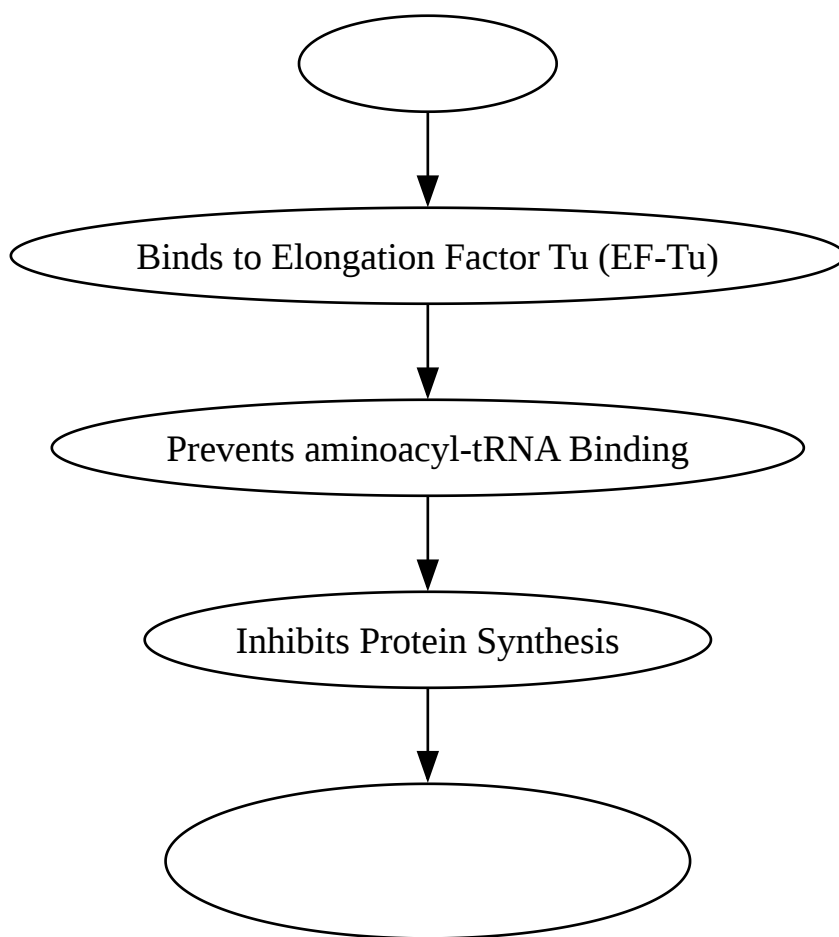 Binds to Elongation Factor Tu (EF-Tu)
Prevents aminoacyl-tRNA Binding
Inhibits Protein Synthesis